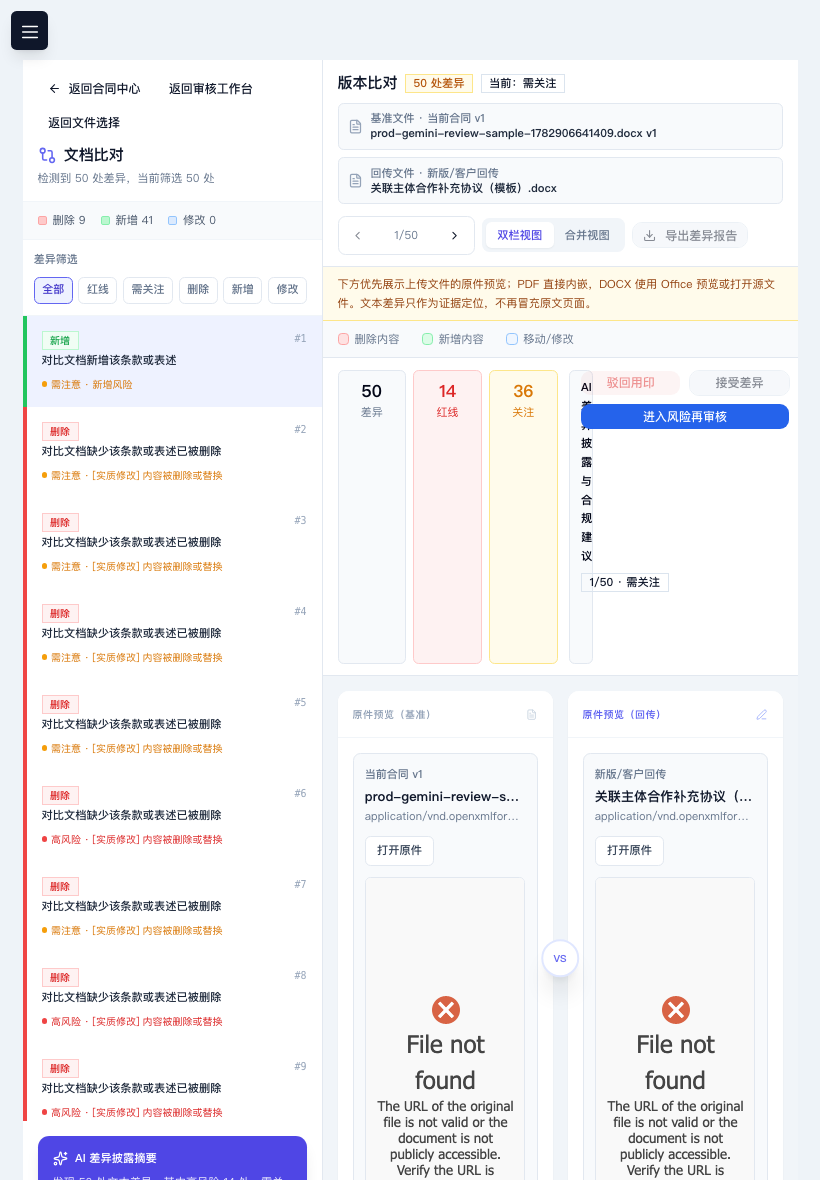 返回合同中心
返回审核工作台
返回文件选择
文档比对
检测到 50 处差异，当前筛选 50 处
删除 9
新增 41
修改 0
差异筛选
全部
红线
需关注
删除
新增
修改
新增
#1
对比文档新增该条款或表述
需注意 · 新增风险
删除
#2
对比文档缺少该条款或表述已被删除
需注意 · [实质修改] 内容被删除或替换
删除
#3
对比文档缺少该条款或表述已被删除
需注意 · [实质修改] 内容被删除或替换
删除
#4
对比文档缺少该条款或表述已被删除
需注意 · [实质修改] 内容被删除或替换
删除
#5
对比文档缺少该条款或表述已被删除
需注意 · [实质修改] 内容被删除或替换
删除
#6
对比文档缺少该条款或表述已被删除
高风险 · [实质修改] 内容被删除或替换
删除
#7
对比文档缺少该条款或表述已被删除
需注意 · [实质修改] 内容被删除或替换
删除
#8
对比文档缺少该条款或表述已被删除
高风险 · [实质修改] 内容被删除或替换
删除
#9
对比文档缺少该条款或表述已被删除
高风险 · [实质修改] 内容被删除或替换
AI 差异披露摘要
版本比对
50 处差异
当前：需关注
基准文件 · 当前合同 v1
prod-gemini-review-sample-1782906641409.docx v1
回传文件 · 新版/客户回传
关联主体合作补充协议（模板）.docx
1/50
双栏视图
合并视图
导出差异报告
下方优先展示上传文件的原件预览；PDF 直接内嵌，DOCX 使用 Office 预览或打开源文
件。文本差异只作为证据定位，不再冒充原文页面。
删除内容
新增内容
移动/修改
50
差异
14
红线
36
关注
AI
差
异
披
露
与
合
规
建
议
1/50 · 需关注
驳回用印
接受差异
进入风险再审核
原件预览（基准）
当前合同 v1
prod-gemini-review-s...
application/vnd.openxmlfor...
打开原件
File not
found
The URL of the original
file is not valid or the
document is not
publicly accessible.
Verify the URL is
VS
原件预览（回传）
新版/客户回传
关联主体合作补充协议（...
application/vnd.openxmlfor...
打开原件
File not
found
The URL of the original
file is not valid or the
document is not
publicly accessible.
Verify the URL is